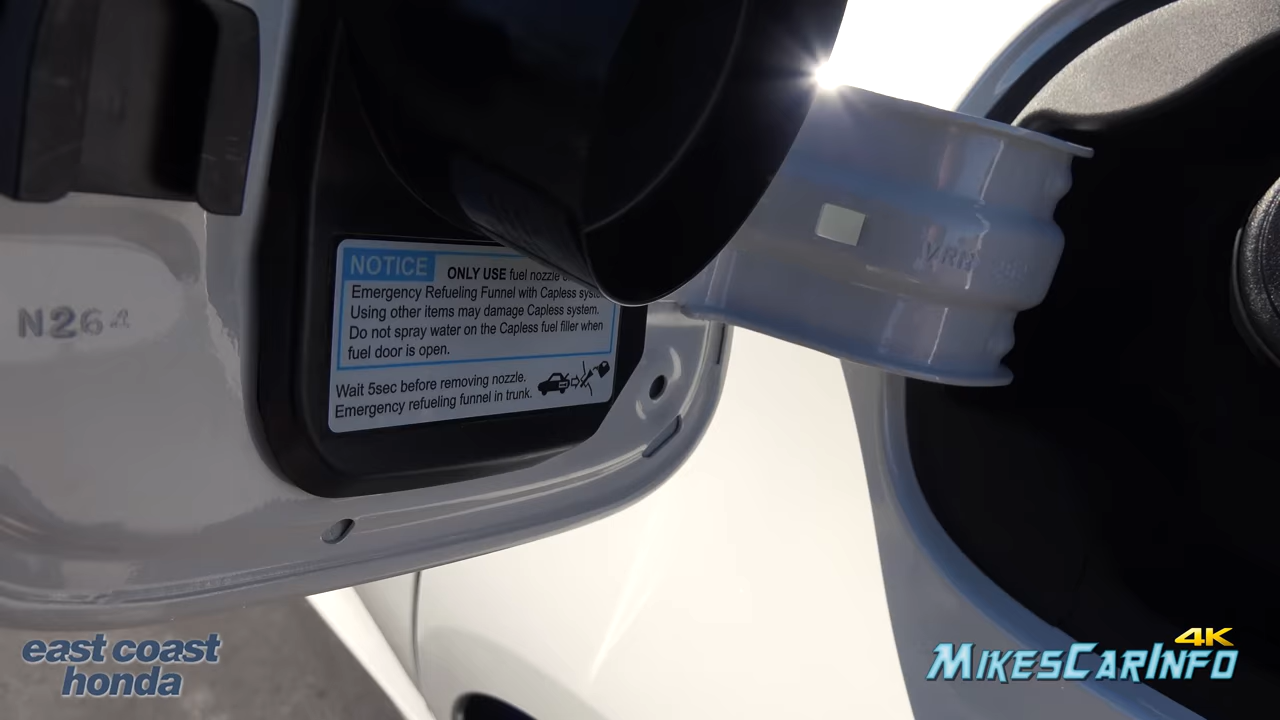 N264
NOTICE ONLY USE fuel nozzle
Emergency Refueling Funnel with Capless
Using other items may damage Capless system.
Do not spray water on the Capless fuel filler when
fuel door is open.
Wait 5sec before removing nozzle.
Emergency refueling funnel in trunk.
east coast
honda
4K
MIKESCARINFO